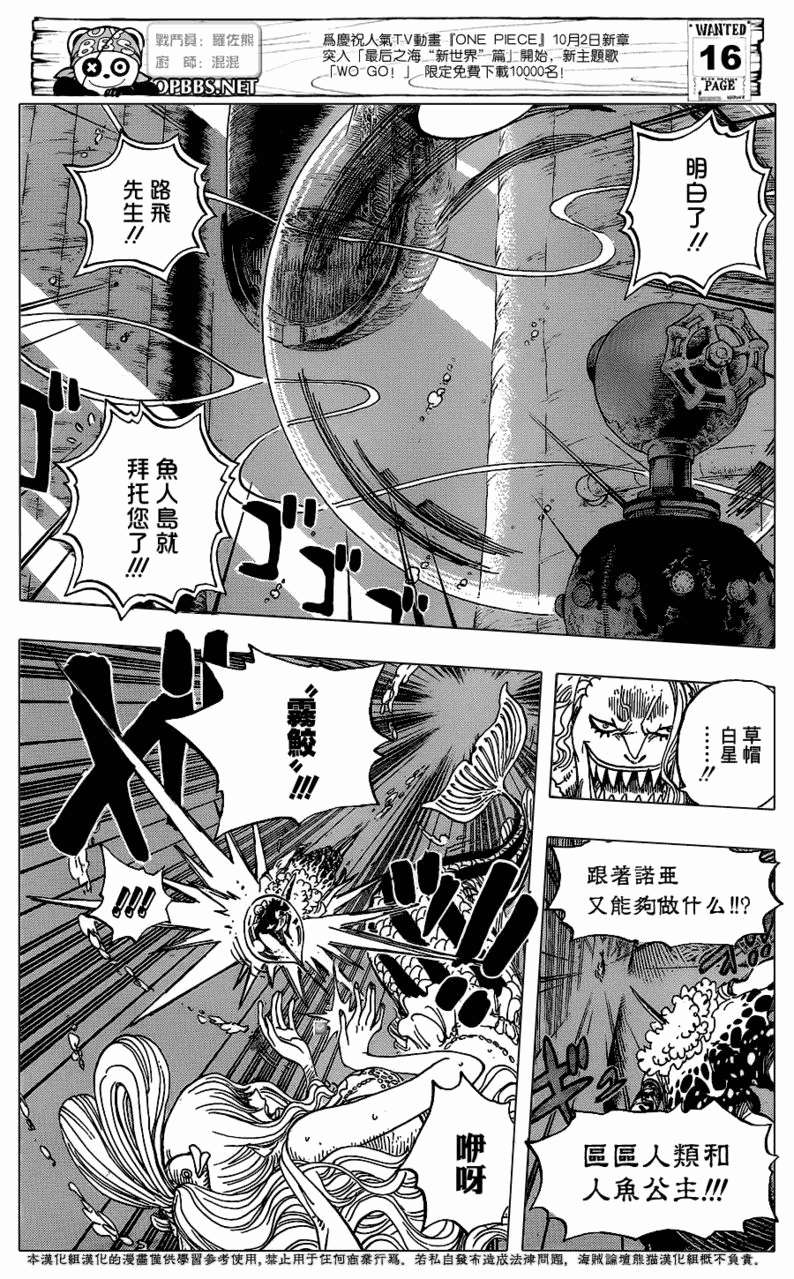 戰鬥員：羅佐熊
廚　師：混混
OPBBS.NET
爲慶祝人氣TV動畫『ONE PIECE』10月2日新章
突入「最后之海“新世界”篇」開始，新主題歌
「WO GO！」 限定免費下載10000名！
WANTED
16
PAGE
明白了!!
路飛
先生!!
魚人島就
拜托您了!!!
ゴゴゴ
草帽
白星
……!!
〝霧鮫〟!!!
!!!
跟著諾亞
又能夠做什么!!?
咿呀
區區人類和
人魚公主!!!
本漢化組漢化的漫畫僅供學習參考使用，禁止用于任何商業行爲。若私自發布造成法律問題，海賊論壇熊猫漢化組概不負責。